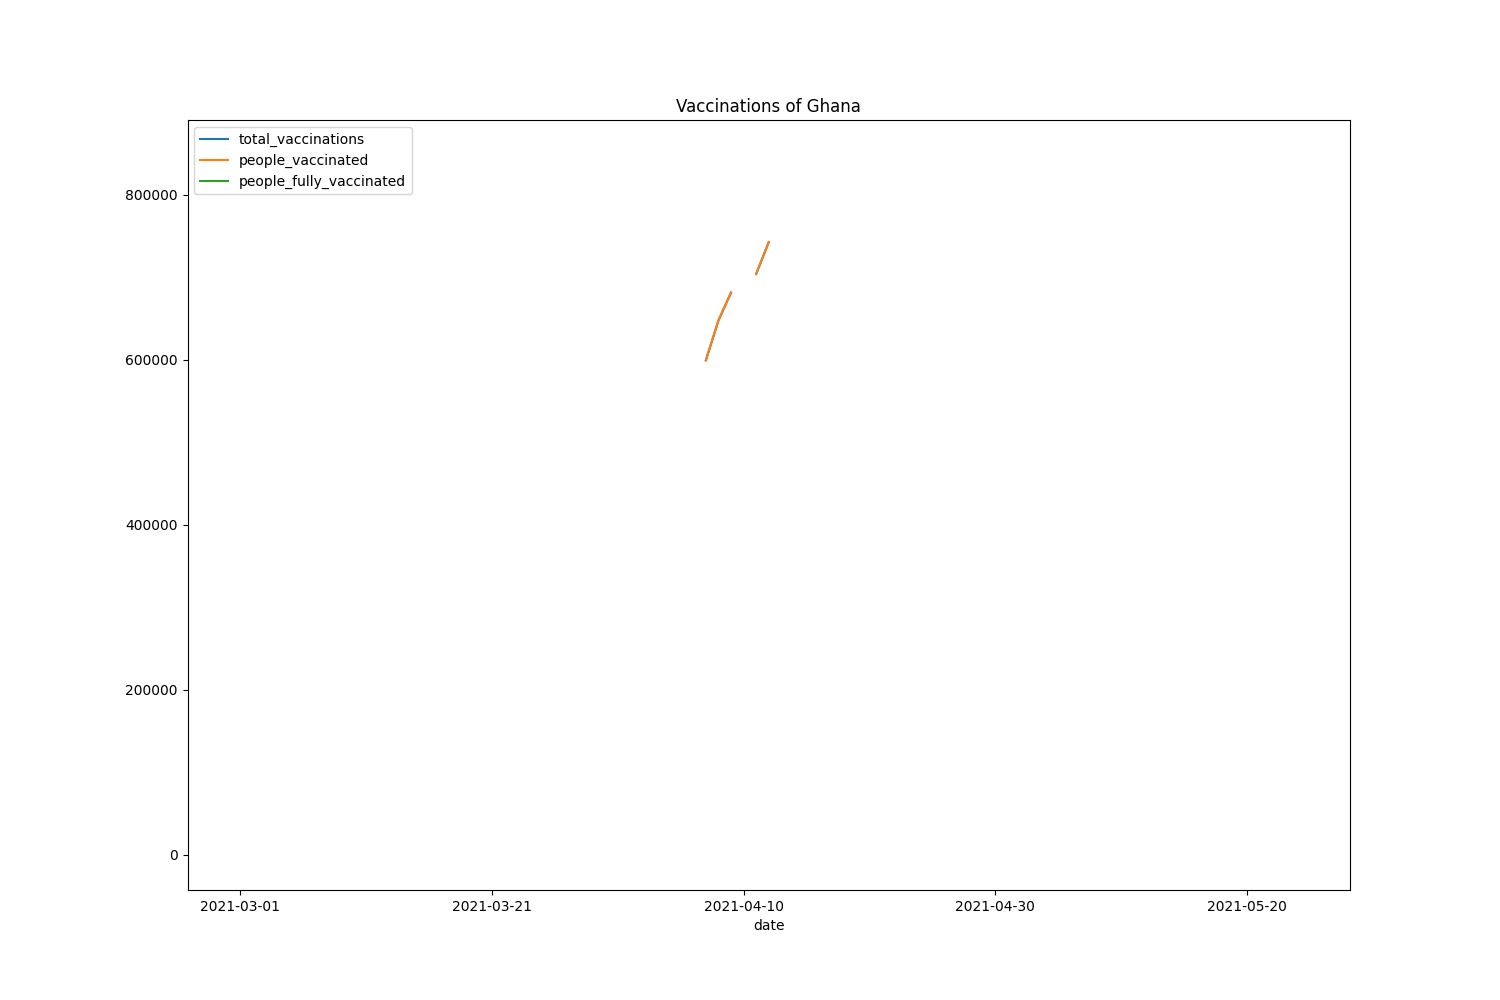 Vaccinations of Ghana
total_vaccinations
people_vaccinated
people_fully_vaccinated
800000
600000
400000
200000
0
2021-03-01 2021-03-21 2021-04-10 2021-04-30 2021-05-20
date